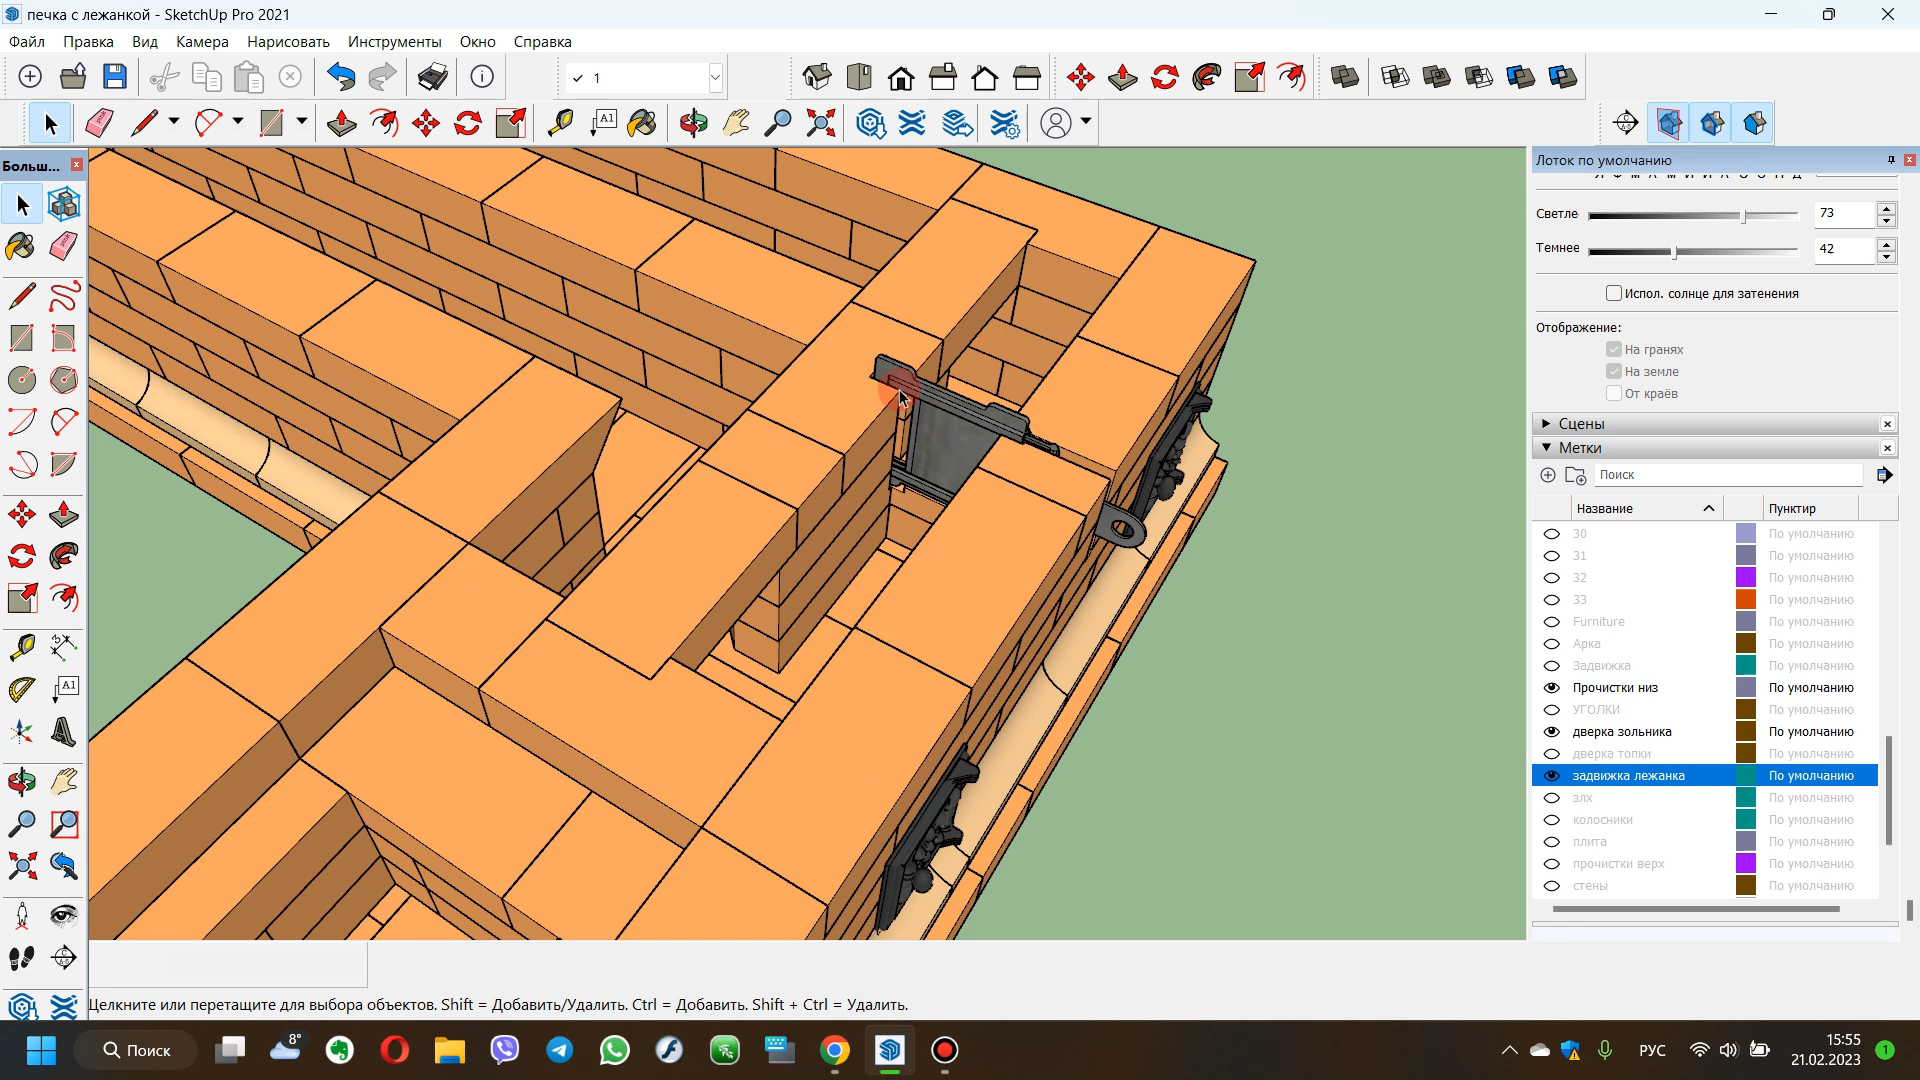 печка с лежанкой - SketchUp Pro 2021
Файл Правка Вид Камера Нарисовать Инструменты Окно Справка
✓ 1
A1
Больш...
A1
Лоток по умолчанию
Светле 73
Темнее 42
Испол. солнце для затенения
Отображение:
На гранях
На земле
От краёв
Сцены
Метки
Поиск
Название Пунктир
30 По умолчанию
31 По умолчанию
32 По умолчанию
33 По умолчанию
Furniture По умолчанию
Арка По умолчанию
Задвижка По умолчанию
Прочистки низ По умолчанию
УГОЛКИ По умолчанию
дверка зольника По умолчанию
дверка топки По умолчанию
задвижка лежанка По умолчанию
злх По умолчанию
колосники По умолчанию
плита По умолчанию
прочистки верх По умолчанию
стены По умолчанию
Щелкните или перетащите для выбора объектов. Shift = Добавить/Удалить. Ctrl = Добавить. Shift + Ctrl = Удалить.
Поиск
8°
РУС
15:55
21.02.2023
1